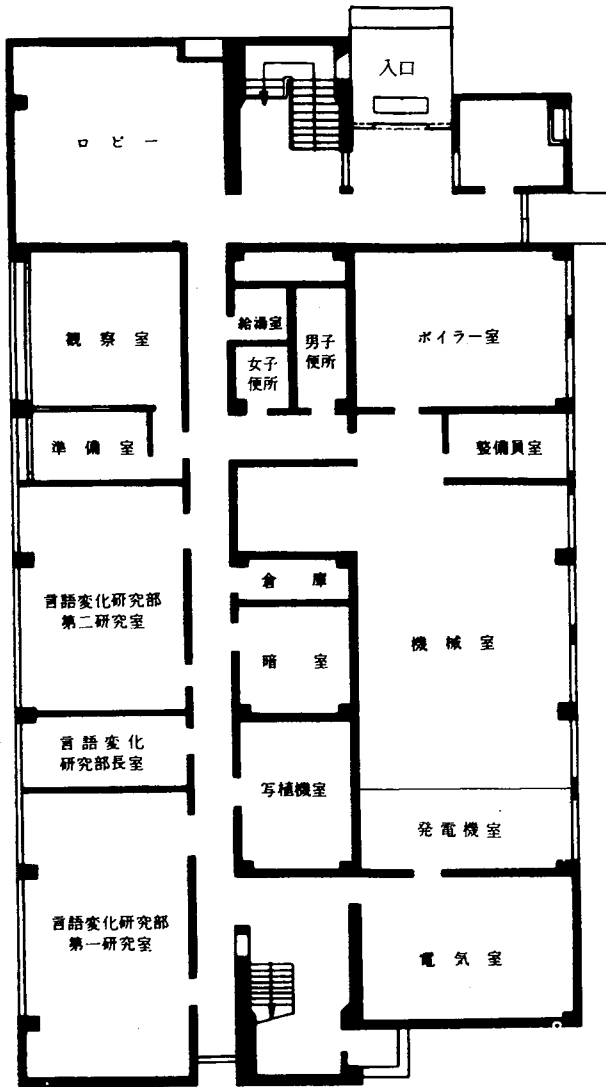 入口
ロビー
給湯室
観察室
男子
便所
ボイラー室
女子
便所
準備室
整備員室
倉庫
言語変化研究部
第二研究室
機械室
暗室
言語変化
研究部長室
写植機室
発電機室
言語変化研究部
第一研究室
電気室